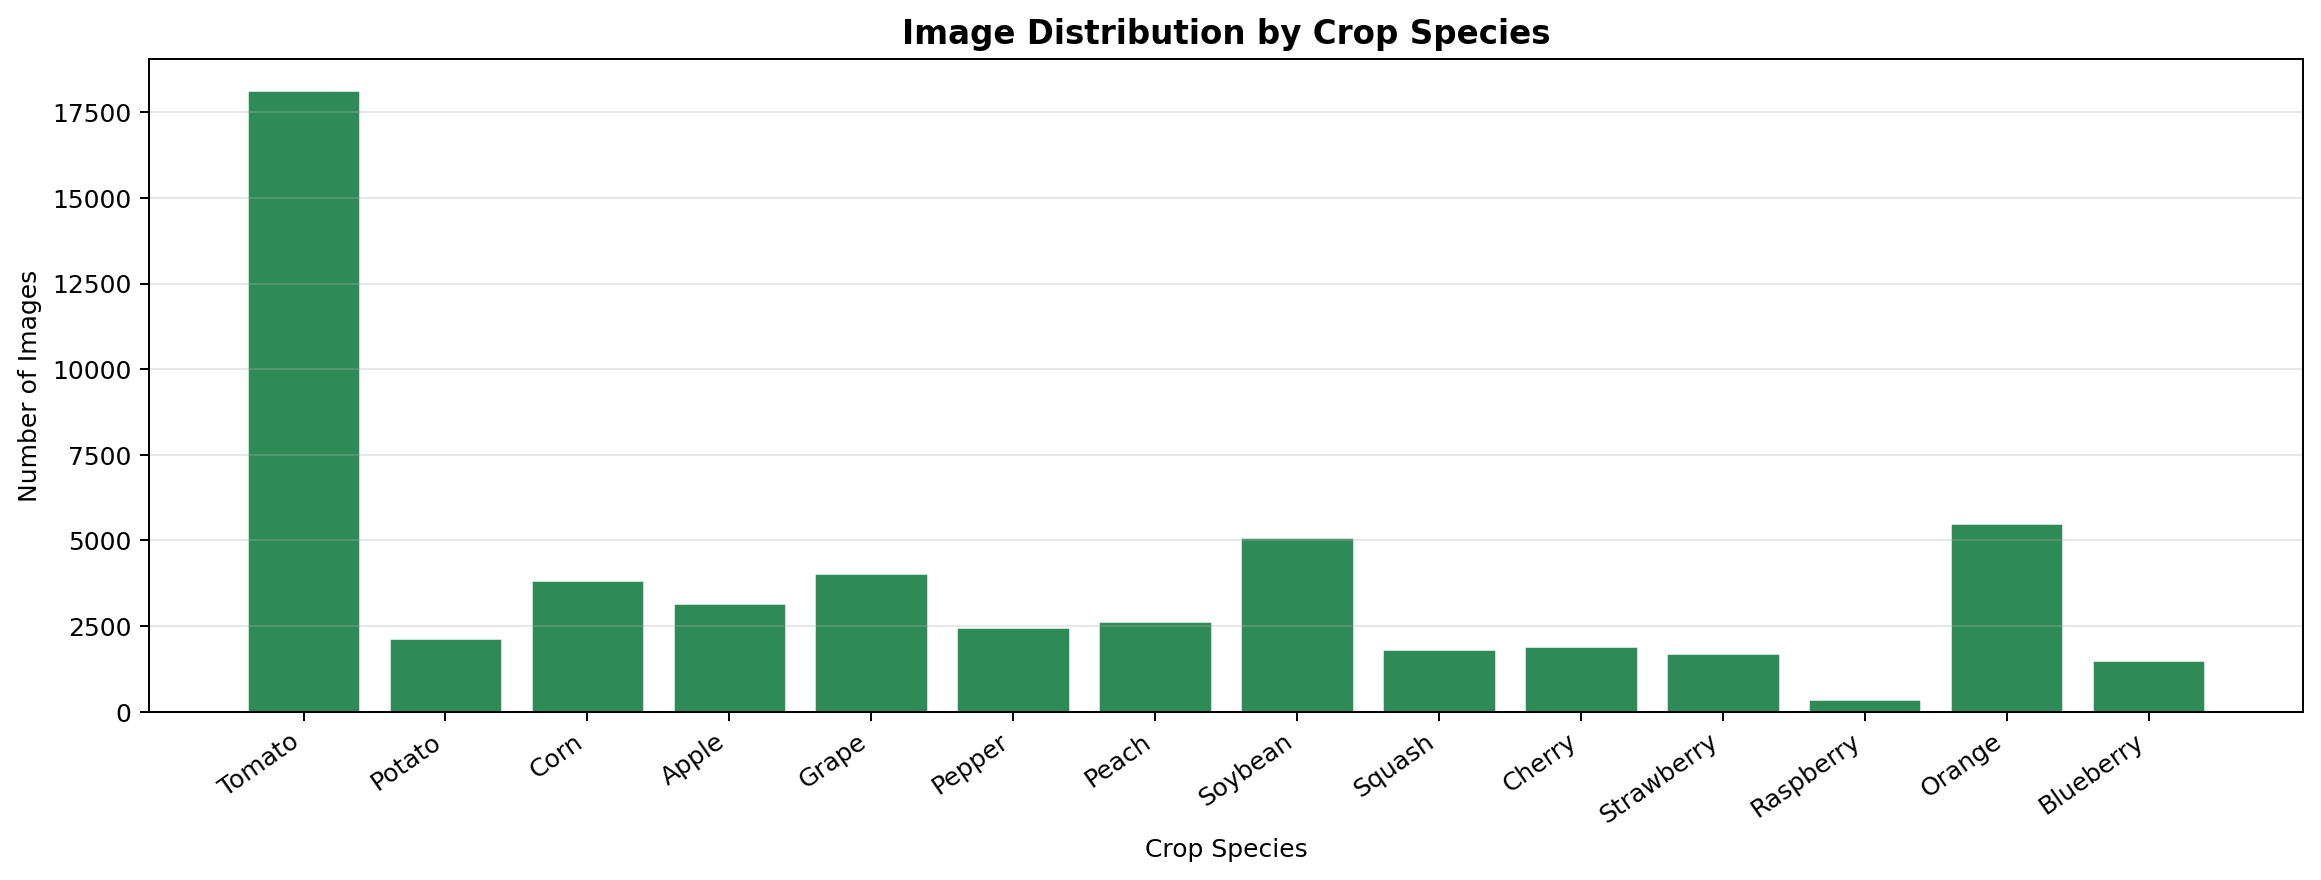 Image Distribution by Crop Species
Number of Images
17500
15000
12500
10000
7500
5000
2500
0
Tomato
Potato
Corn
Apple
Grape
Pepper
Peach
Soybean
Squash
Cherry
Strawberry
Raspberry
Orange
Blueberry
Crop Species